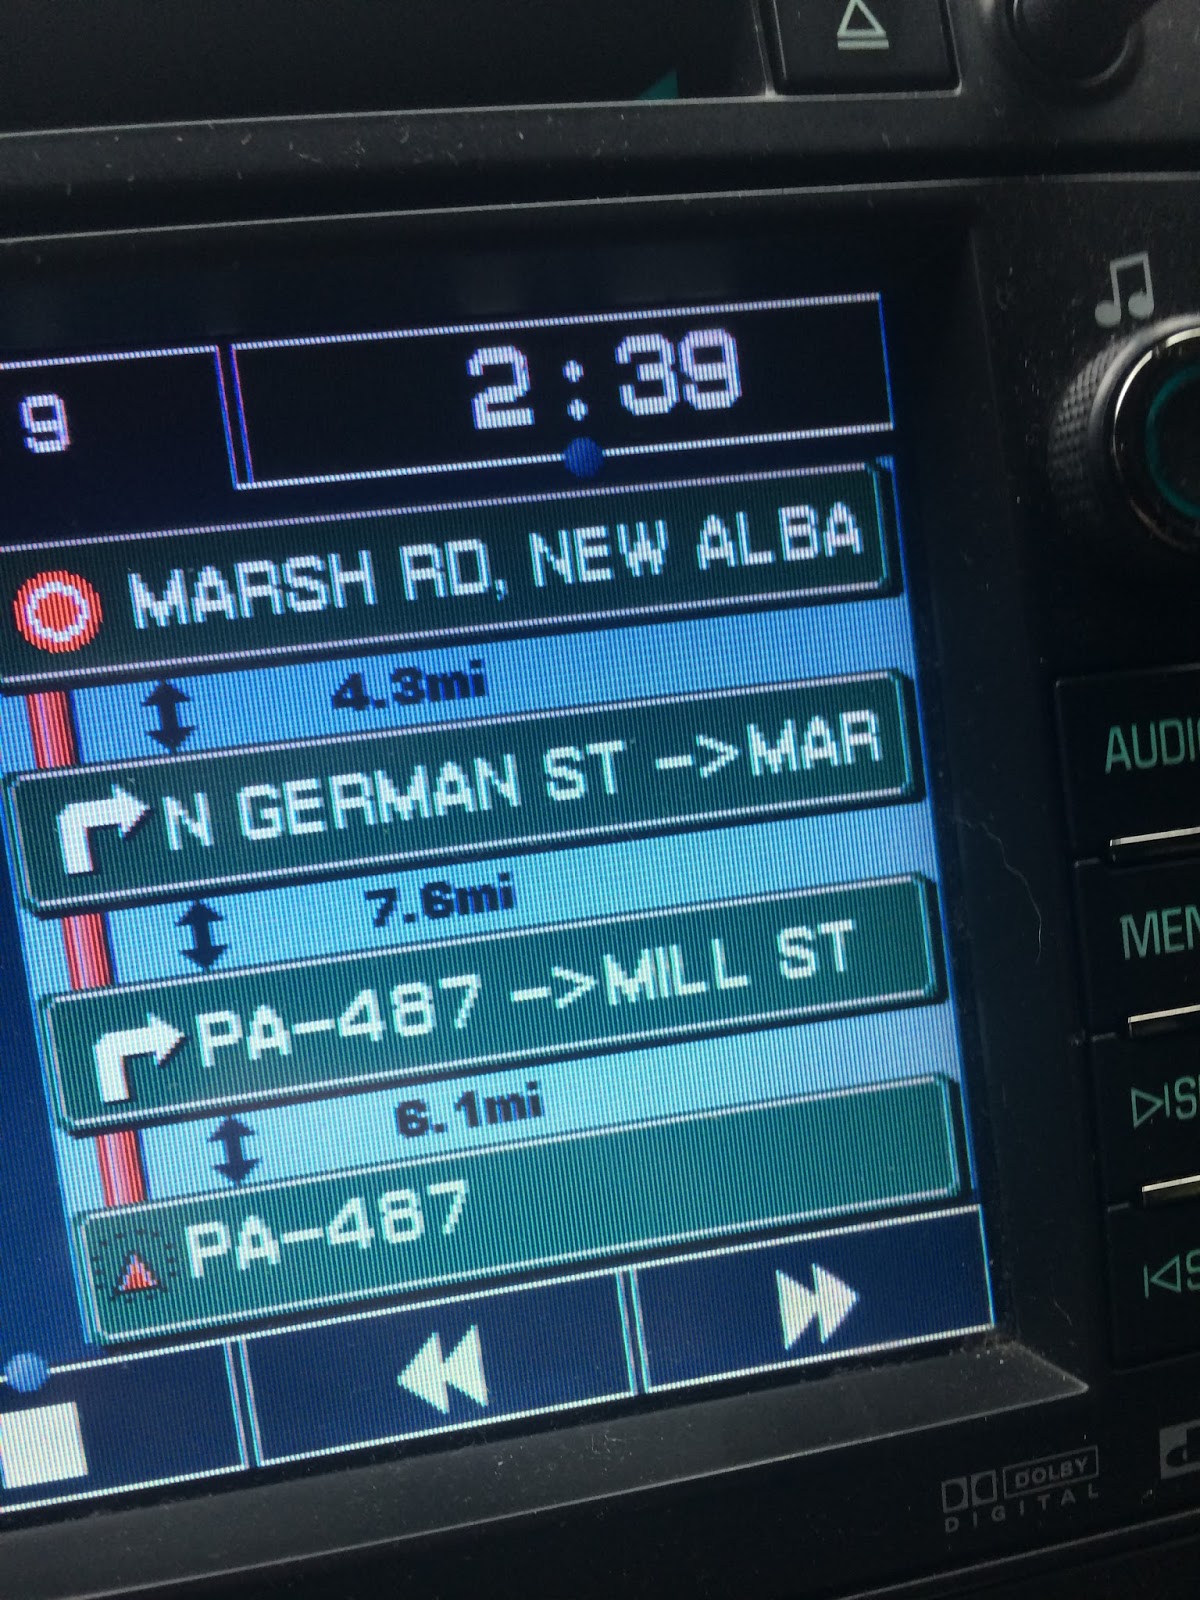 9
2:39
MARSH RD, NEW ALBA
4.3mi
N GERMAN ST ->MAR
7.6mi
PA-487 ->MILL ST
6.1mi
PA-487
AUDIO
MEN
DOLBY
DIGITAL